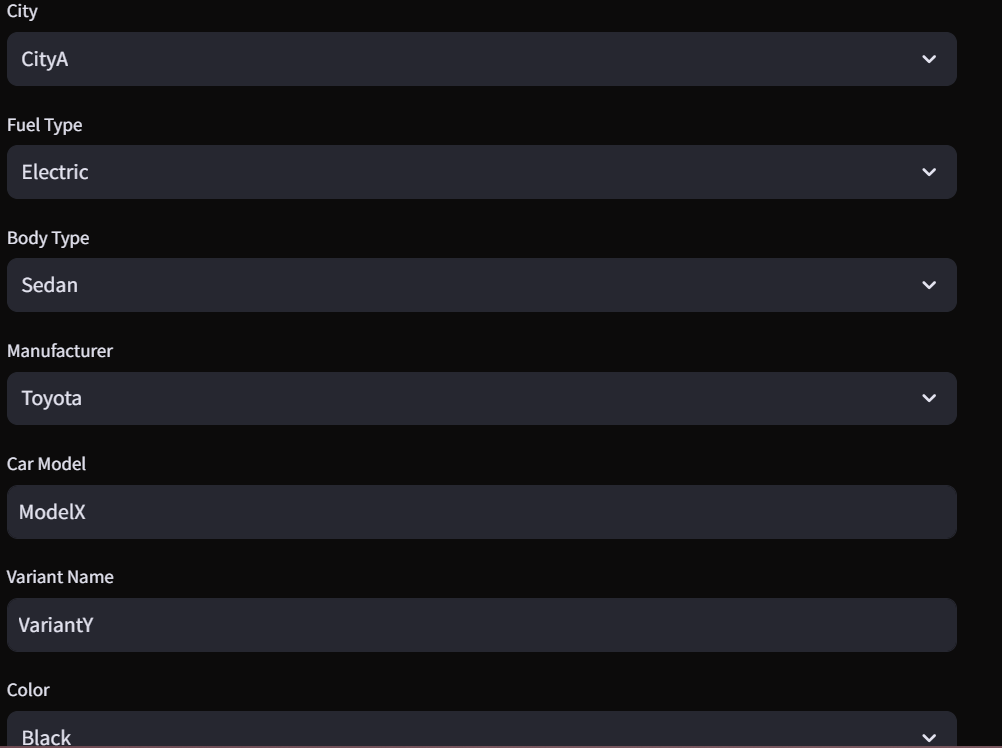 City
CityA
Fuel Type
Electric
Body Type
Sedan
Manufacturer
Toyota
Car Model
ModelX
Variant Name
VariantY
Color
Black